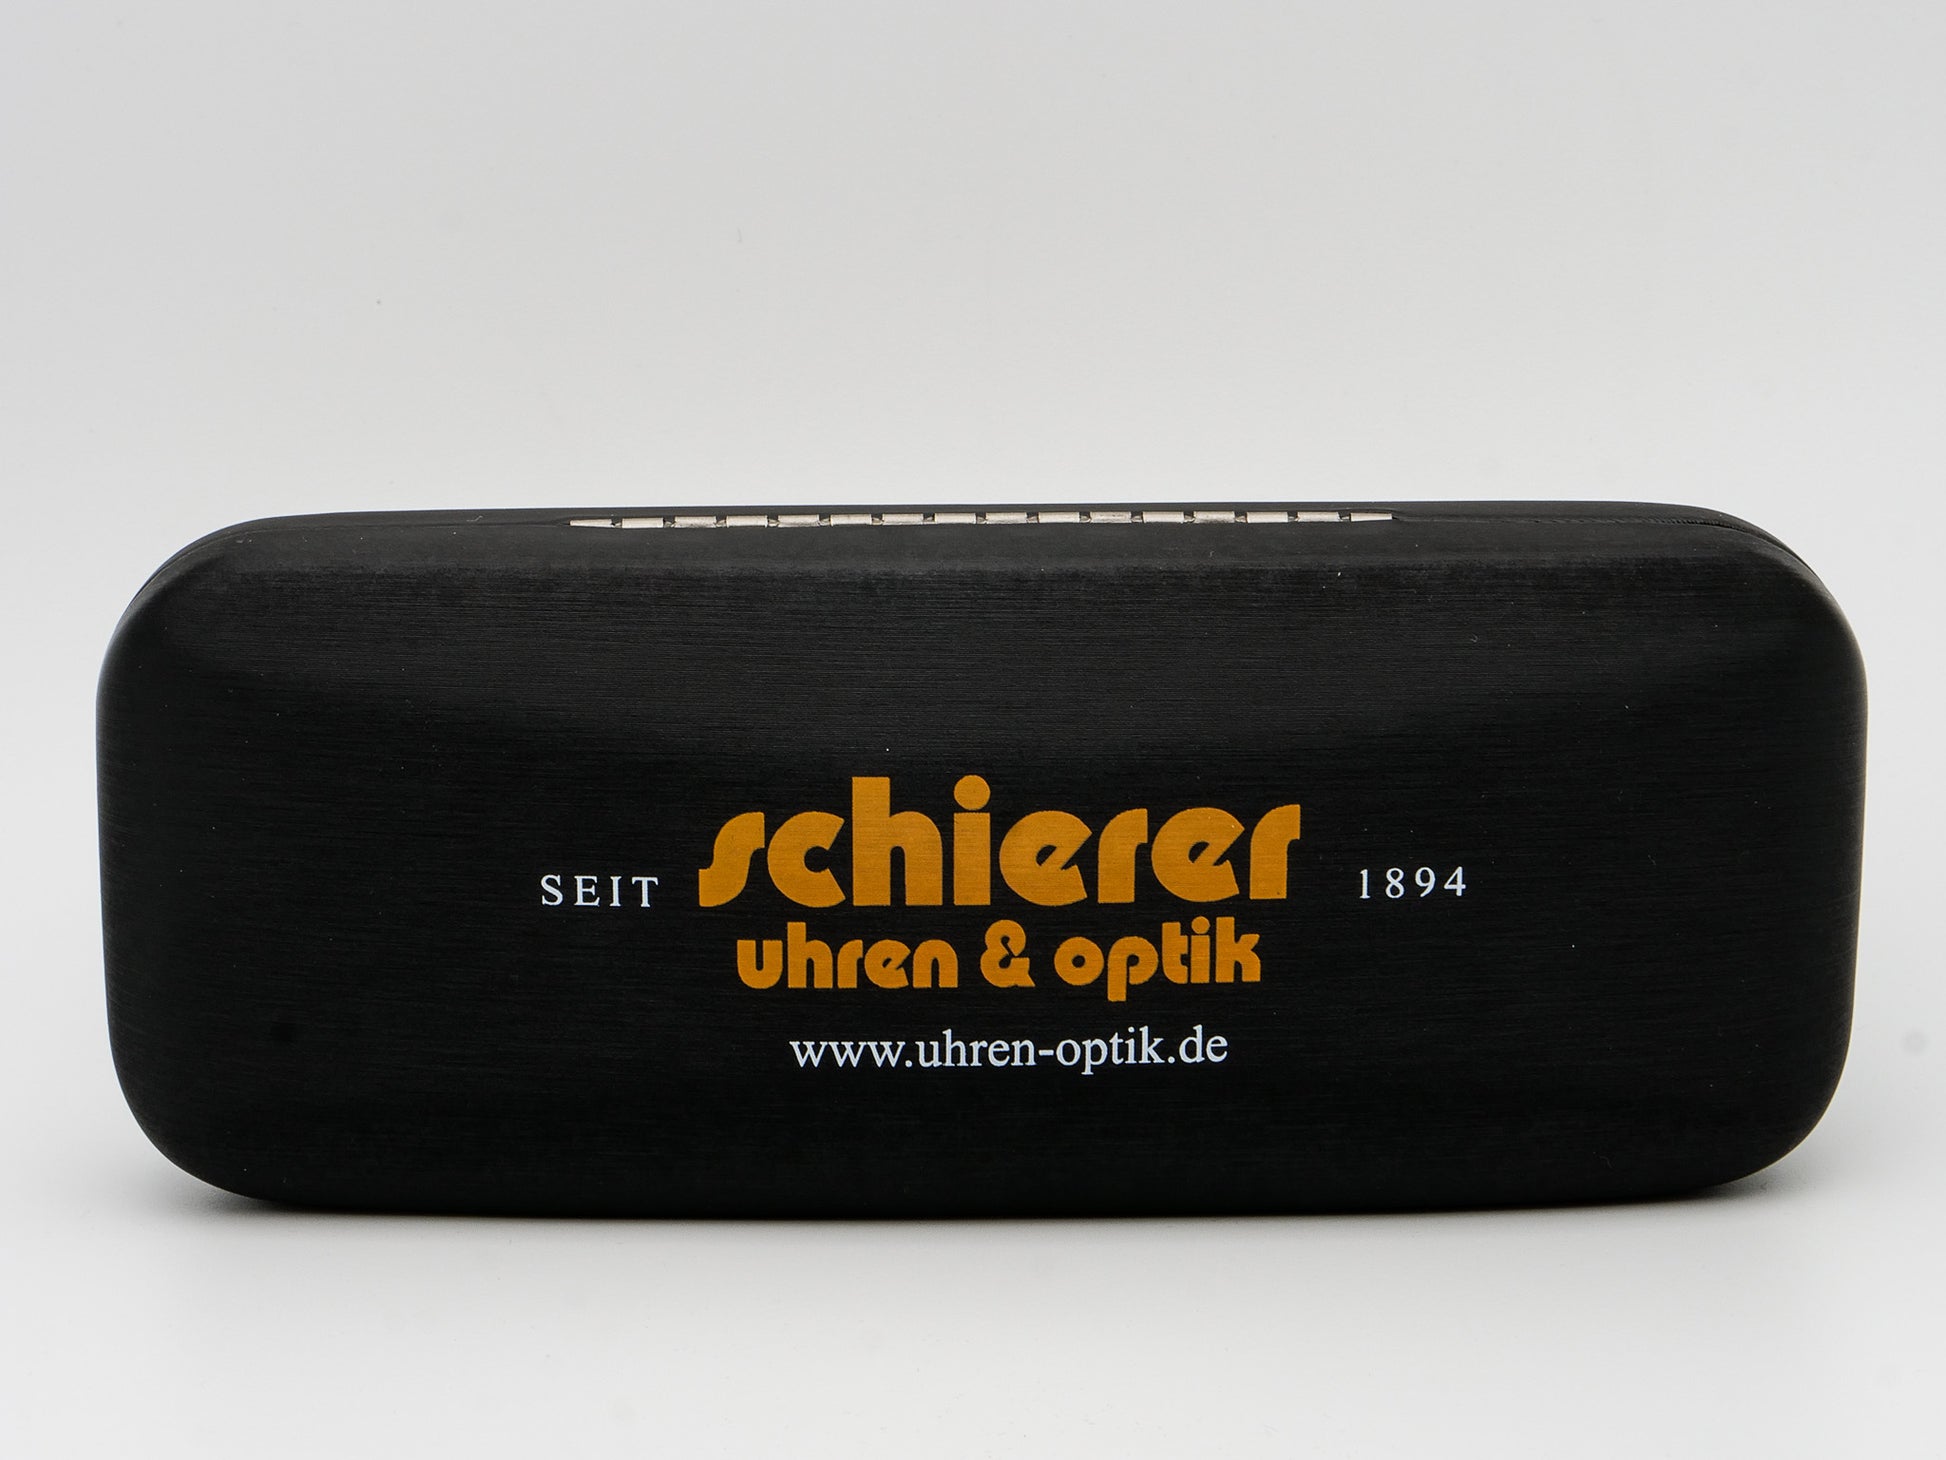 SEIT schierer 1894
uhren & optik
www.uhren-optik.de